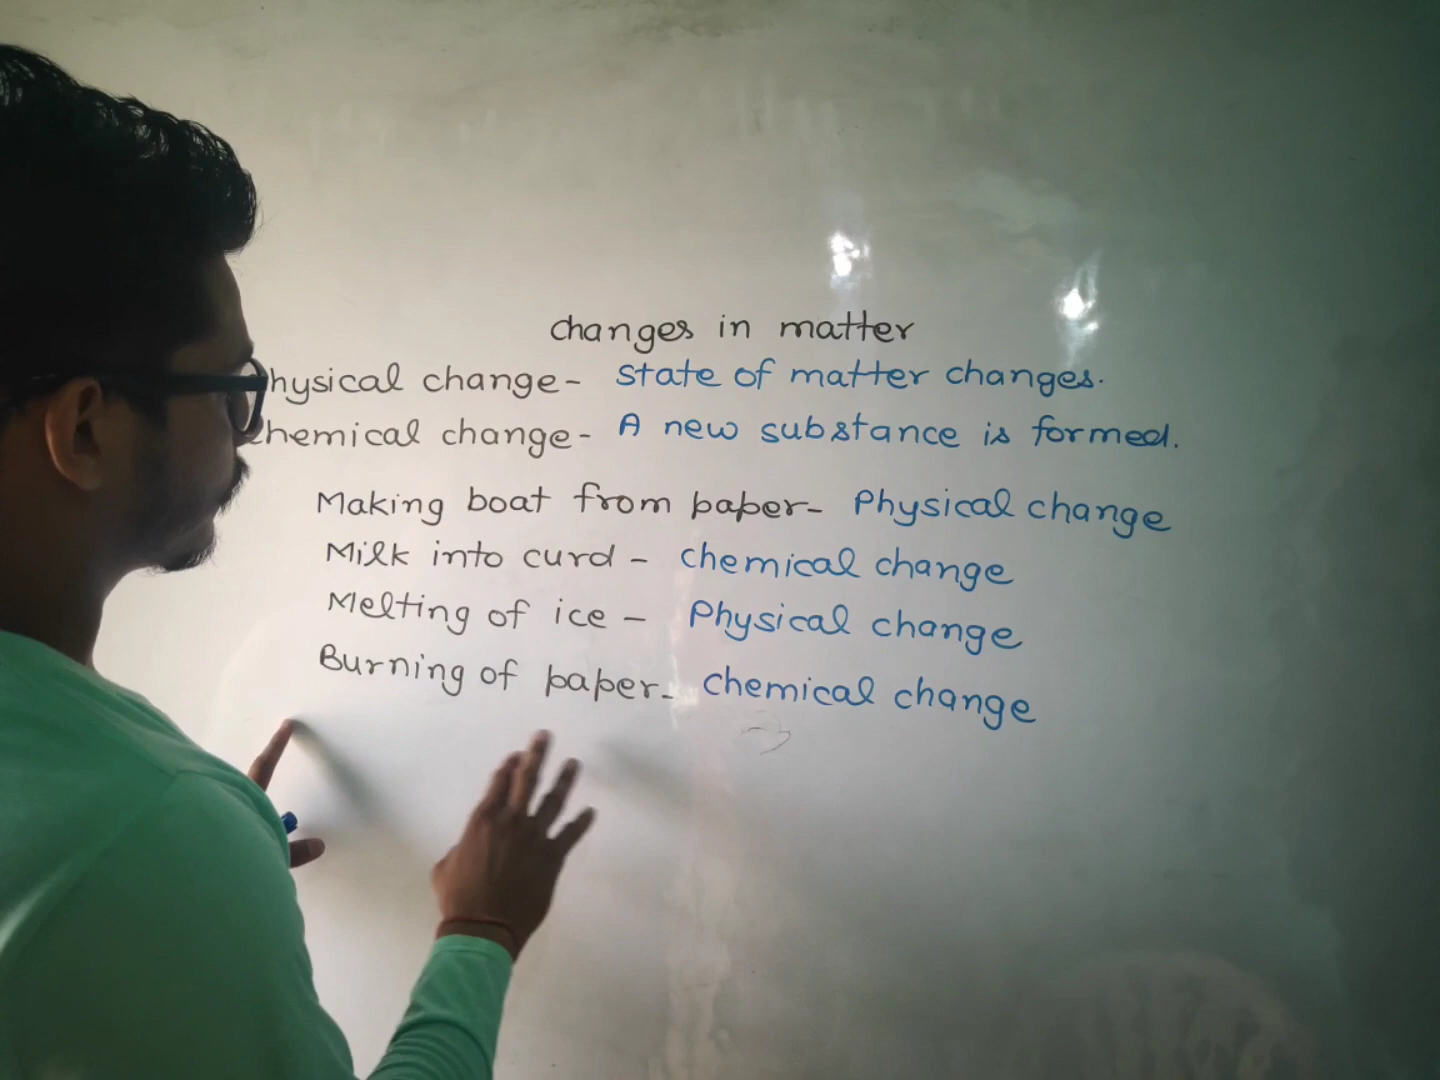 changes in matter
hysical change- State of matter changes.
chemical change- A new substance is formed.
Making boat from paper- Physical change
Milk into curd - chemical change
Melting of ice - Physical change
Burning of paper- chemical change